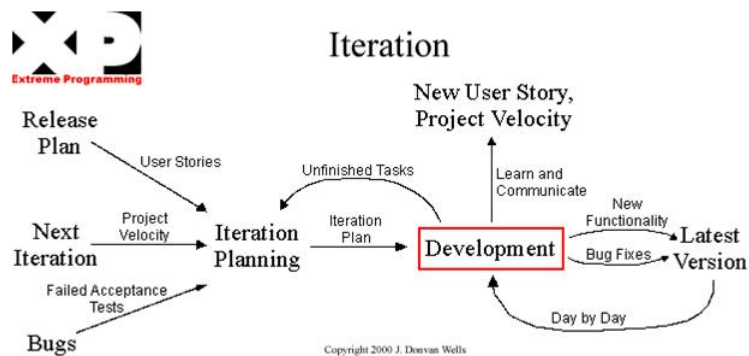 XP
Extreme Programming
Iteration
New User Story,
Project Velocity
Release
Plan
User Stories
Unfinished Tasks
Learn and
Communicate
New
Functionality
Next
Iteration
Project
Velocity
Iteration
Planning
Iteration
Plan
Development
Bug Fixes
Latest
Version
Failed Acceptance
Tests
Bugs
Day by Day
Copyright 2000 J. Donvan Wells